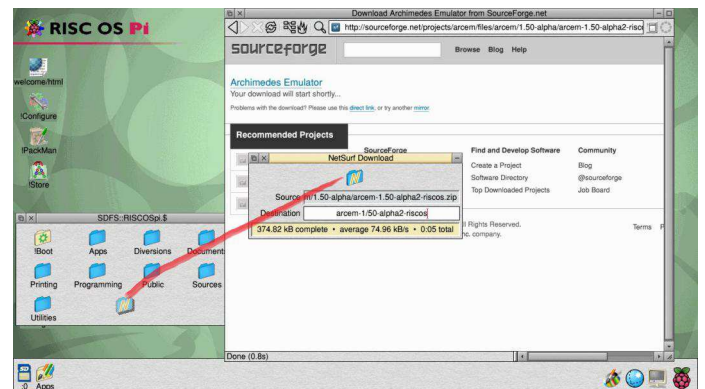 RISC OS Pi
welcome/html
!Configure
!PackMan
!Store
Download Archimedes Emulator from SourceForge.net
http://sourceforge.net/projects/arcem/files/arcem/1.50-alpha2/arcem-1.50-alpha2-risco
sourceforge
Browse Blog Help
Archimedes Emulator
Your download will start shortly...
Problems with the download? Please use this direct link, or try another mirror
Recommended Projects
SourceForge
Find and Develop Software
Community
Create a Project
Blog
Software Directory
@sourceforge
Top Downloaded Projects
Job Board
NetSurf Download
Source m/1.50-alpha/arcem-1.50-alpha2-riscos.zip
Destination arcem-1/50-alpha2-riscos
374.82 kB complete • average 74.96 kB/s • 0:05 total
ll Rights Reserved.
Terms P
nc. company.
SDFS::RISCOSpi.$
!Boot Apps Diversions Document
Printing Programming Public Sources
Utilities
Done (0.8s)
:0 Apps